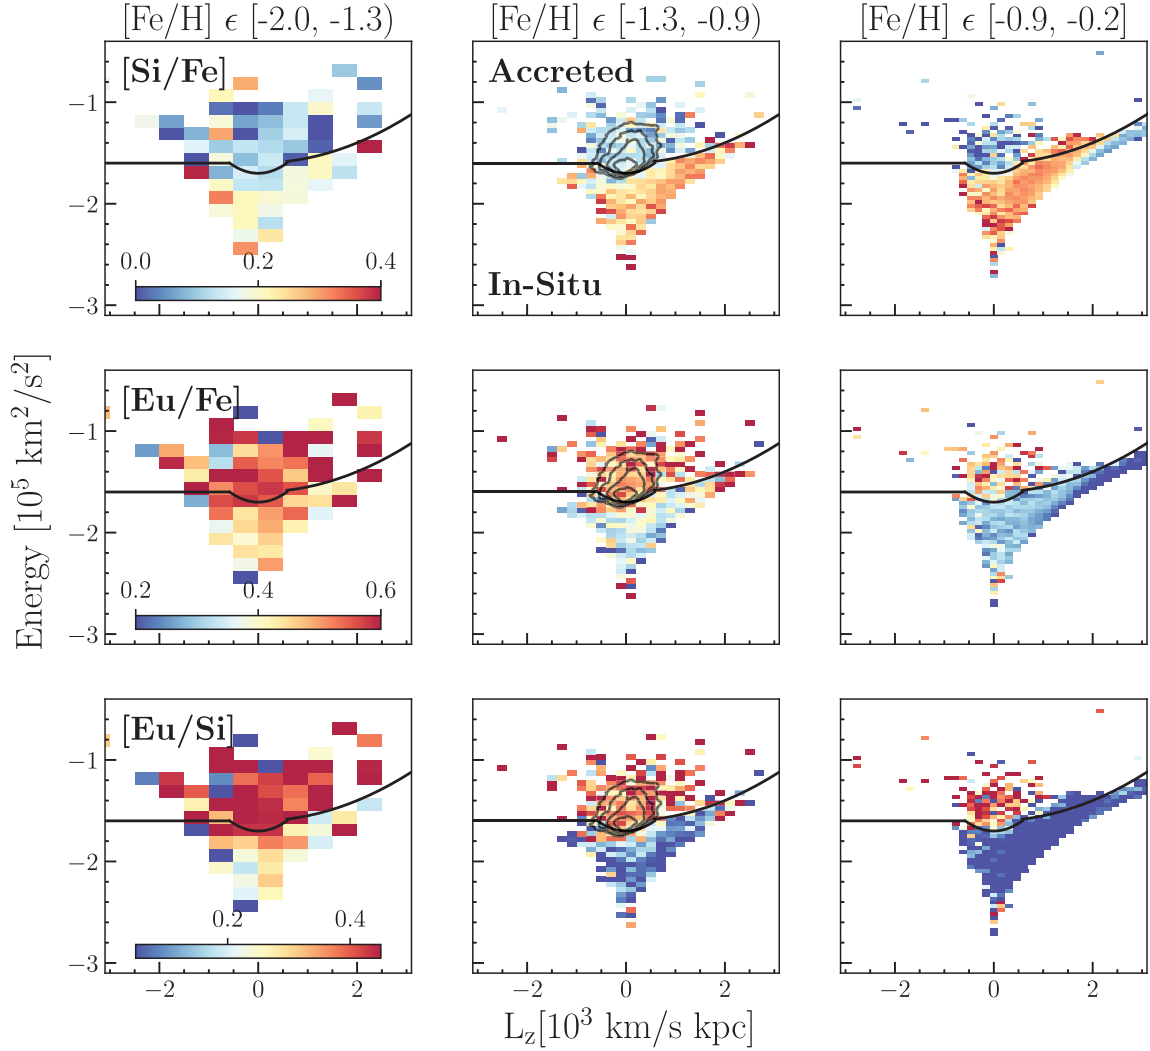 [Fe/H] ϵ [-2.0, -1.3)
[Fe/H] ϵ [-1.3, -0.9)
[Fe/H] ϵ [-0.9, -0.2]
[Si/Fe]
Accreted
In-Situ
−1
−2
−3
0.0
0.2
0.4
[Eu/Fe]
−1
−2
−3
0.2
0.4
0.6
[Eu/Si]
−1
−2
−3
0.2
0.4
−2
0
2
−2
0
2
−2
0
2
Energy [10⁵ km²/s²]
L_z[10³ km/s kpc]